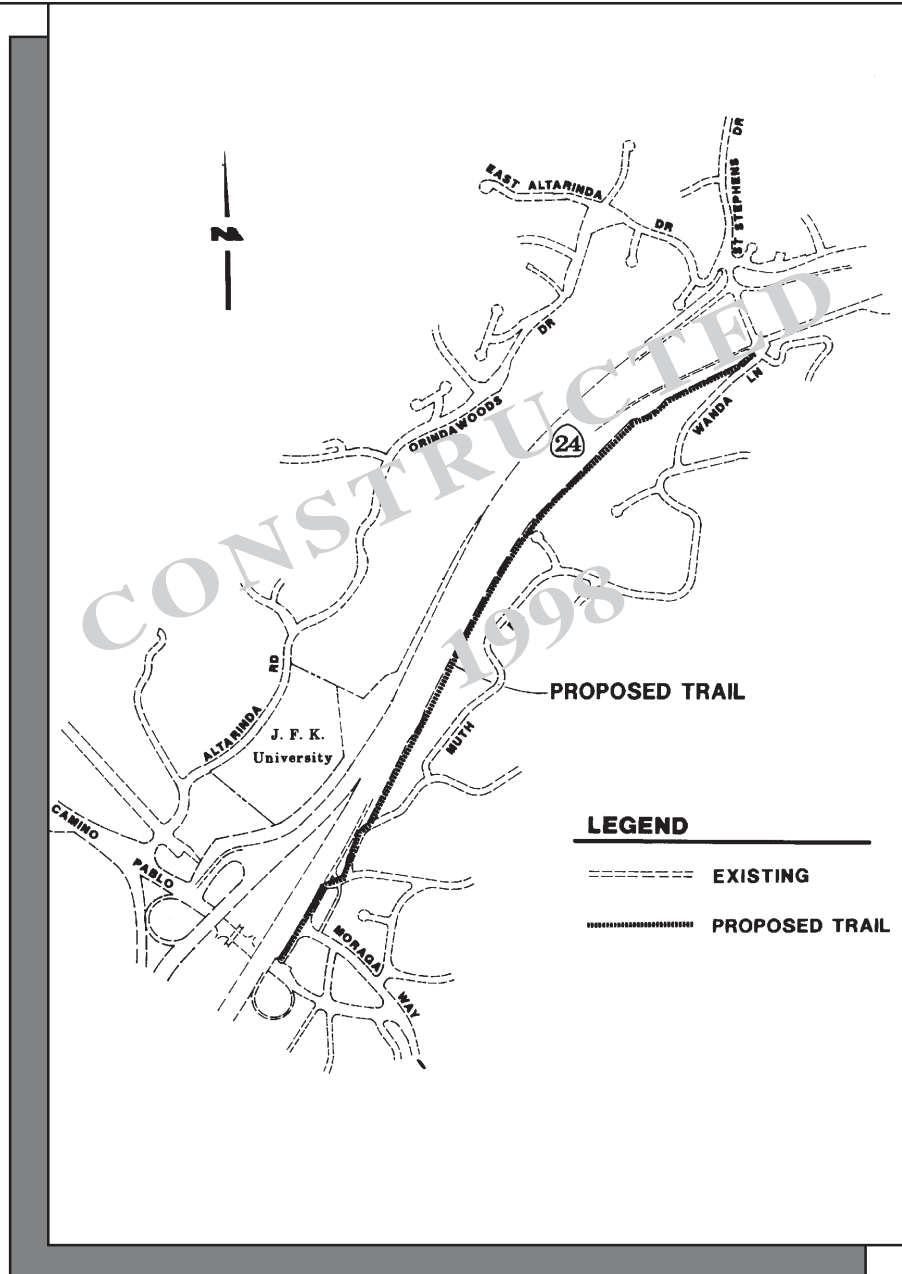 N
EAST ALTARINDA
DR
ST STEPHENS
DR
DR
ORINDAWOODS
24
WANDA LN
CONSTRUCTED
1998
PROPOSED TRAIL
ALTARINDA
RD
J. F. K.
University
MUTH
CAMINO
PABLO
MORAGA
WAY
LEGEND
EXISTING
PROPOSED TRAIL